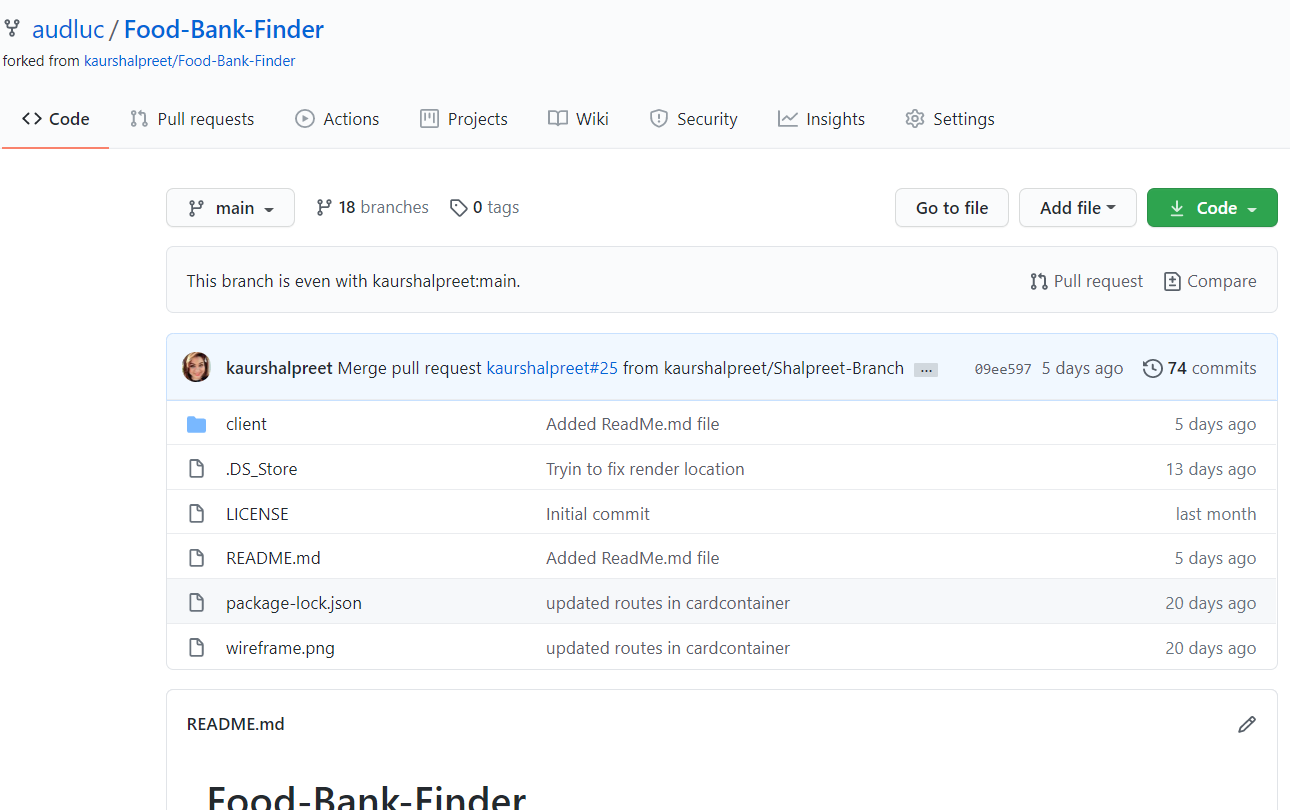 audluc / Food-Bank-Finder
forked from kaurshalpreet/Food-Bank-Finder
Code Pull requests Actions Projects Wiki Security Insights Settings
main 18 branches 0 tags Go to file Add file Code
This branch is even with kaurshalpreet:main. Pull request Compare
kaurshalpreet Merge pull request kaurshalpreet#25 from kaurshalpreet/Shalpreet-Branch ... 09ee597 5 days ago 74 commits
client Added ReadMe.md file 5 days ago
.DS_Store Tryin to fix render location 13 days ago
LICENSE Initial commit last month
README.md Added ReadMe.md file 5 days ago
package-lock.json updated routes in cardcontainer 20 days ago
wireframe.png updated routes in cardcontainer 20 days ago
README.md
Food-Bank-Finder